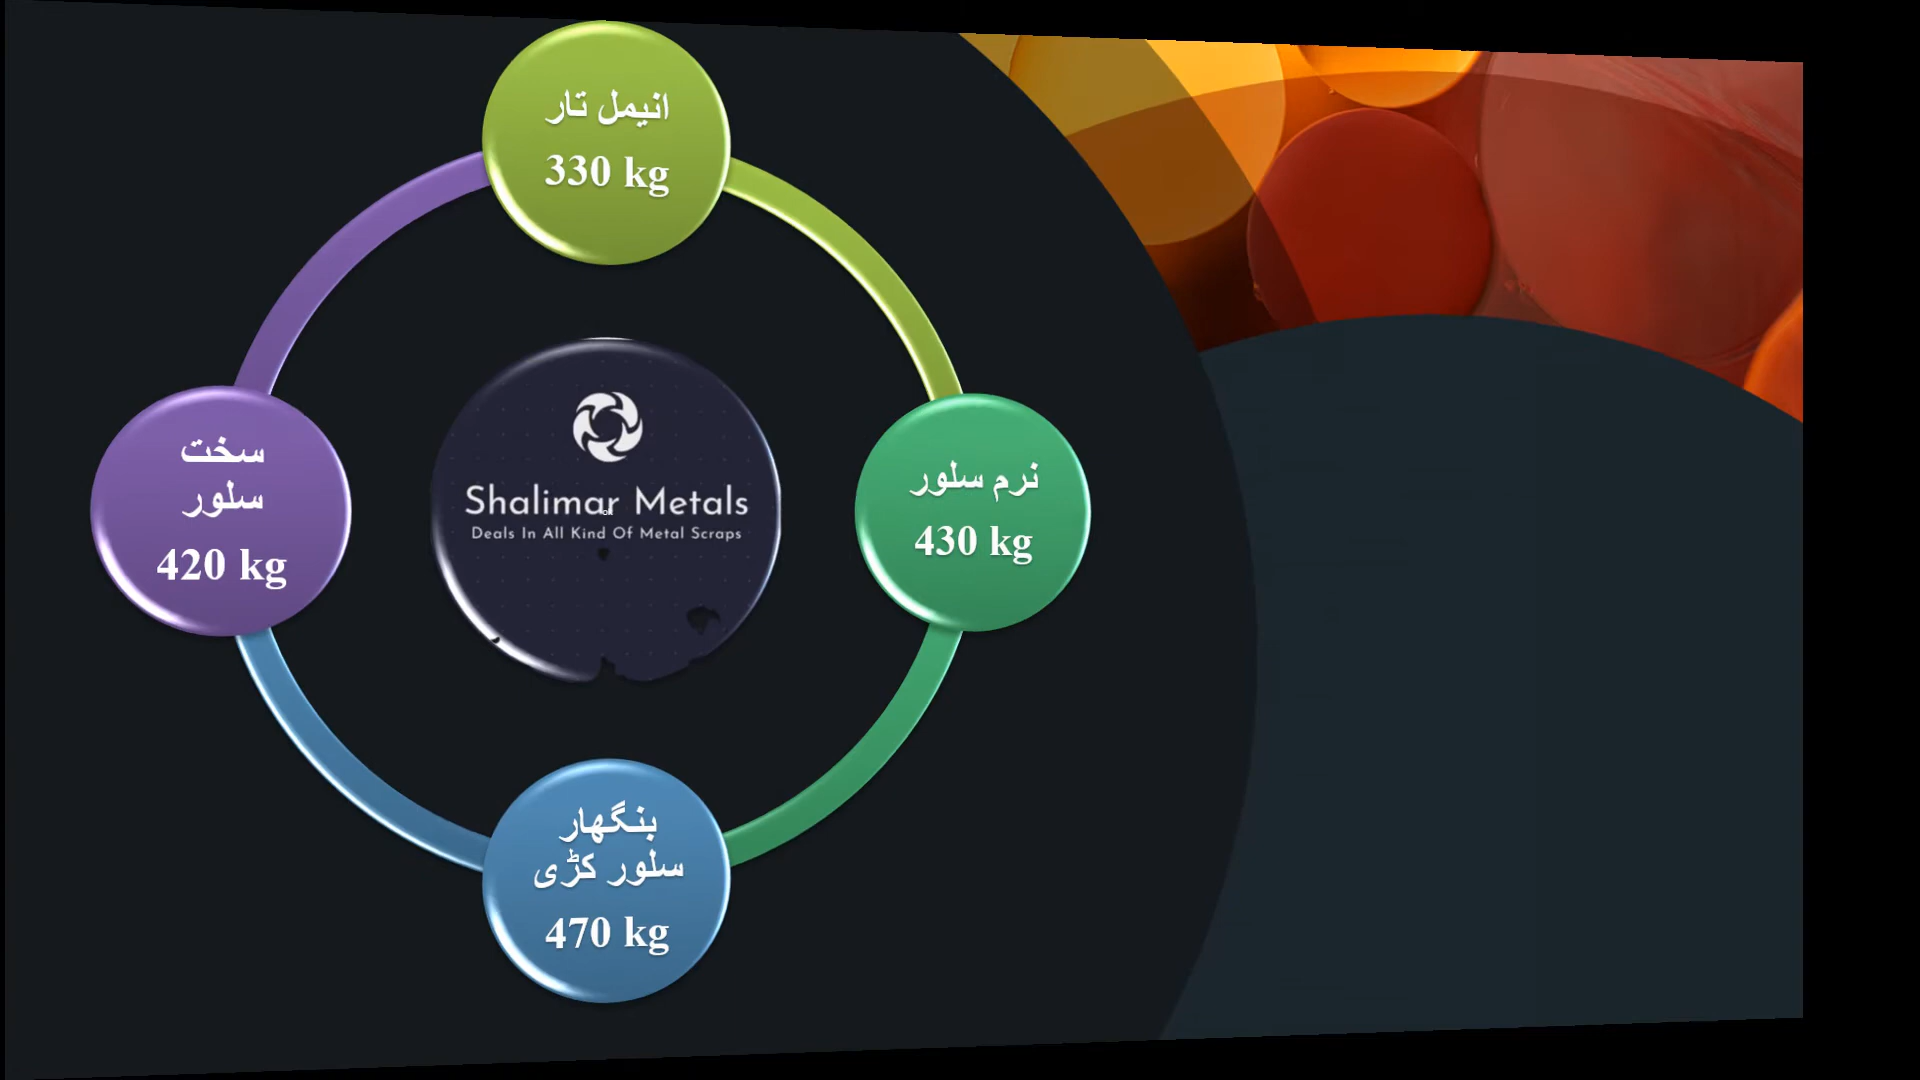 انیمل تار
330 kg
نرم سلور
430 kg
بنگھار
سلور کڑی
470 kg
سخت
سلور
420 kg
Shalimar Metals
Deals In All Kind Of Metal Scraps